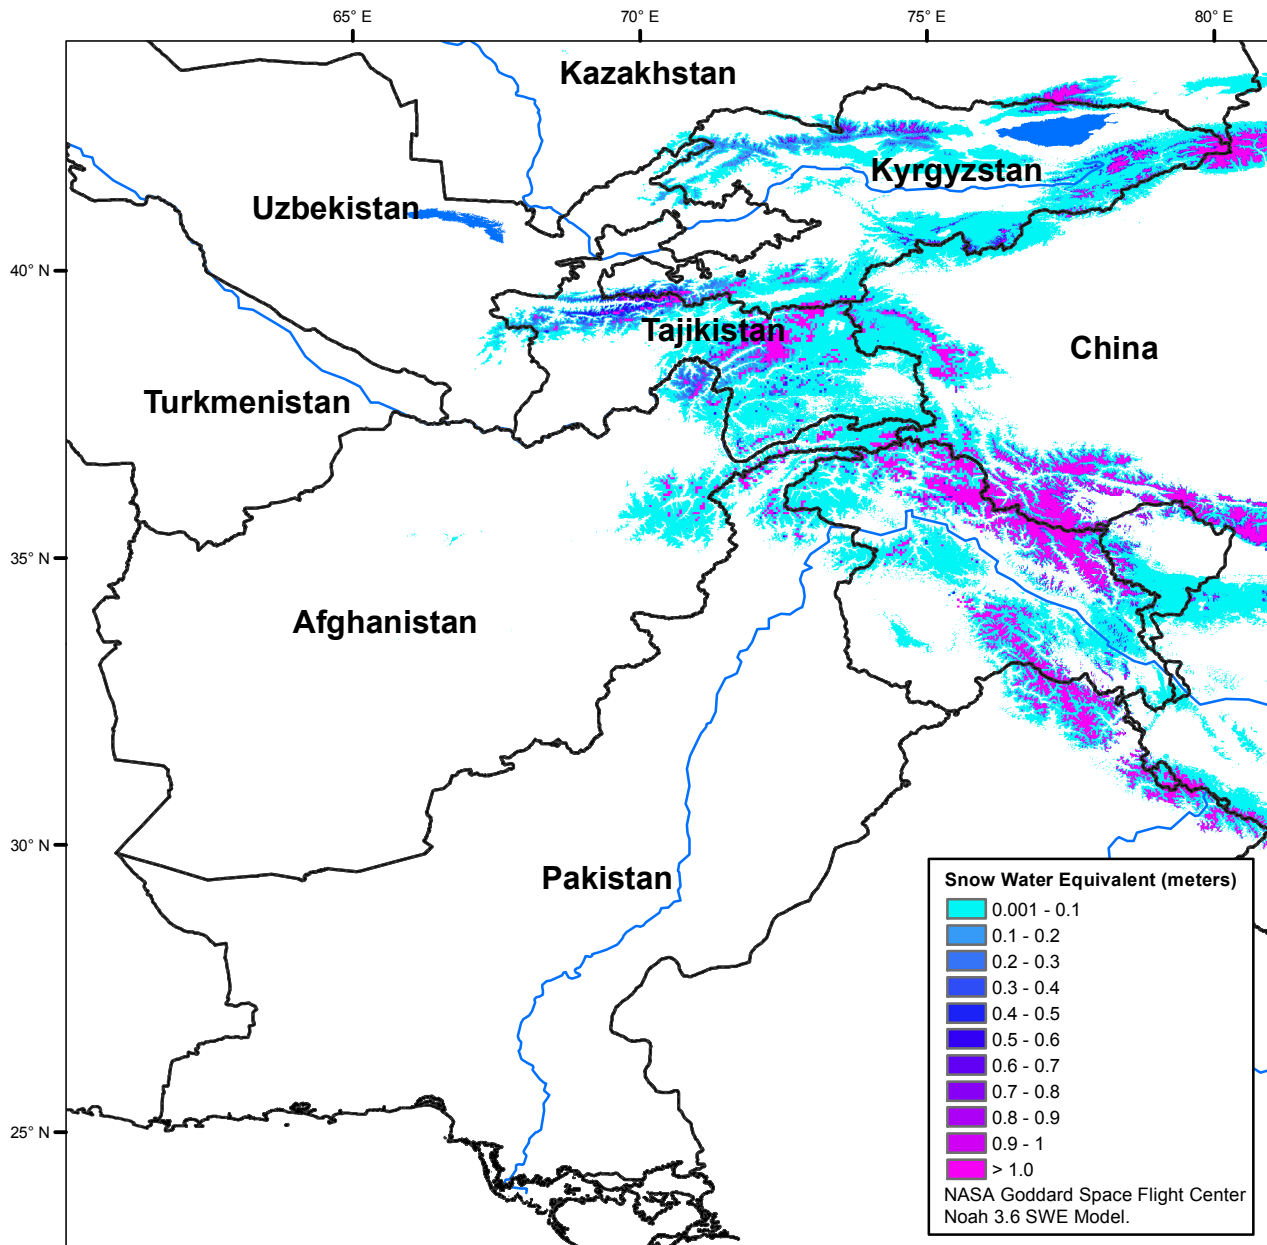 65° E
70° E
75° E
80° E
Kazakhstan
Kyrgyzstan
Uzbekistan
40° N
Tajikistan
China
Turkmenistan
35° N
Afghanistan
30° N
Pakistan
25° N
Snow Water Equivalent (meters)
0.001 - 0.1
0.1 - 0.2
0.2 - 0.3
0.3 - 0.4
0.4 - 0.5
0.5 - 0.6
0.6 - 0.7
0.7 - 0.8
0.8 - 0.9
0.9 - 1
> 1.0
NASA Goddard Space Flight Center
Noah 3.6 SWE Model.